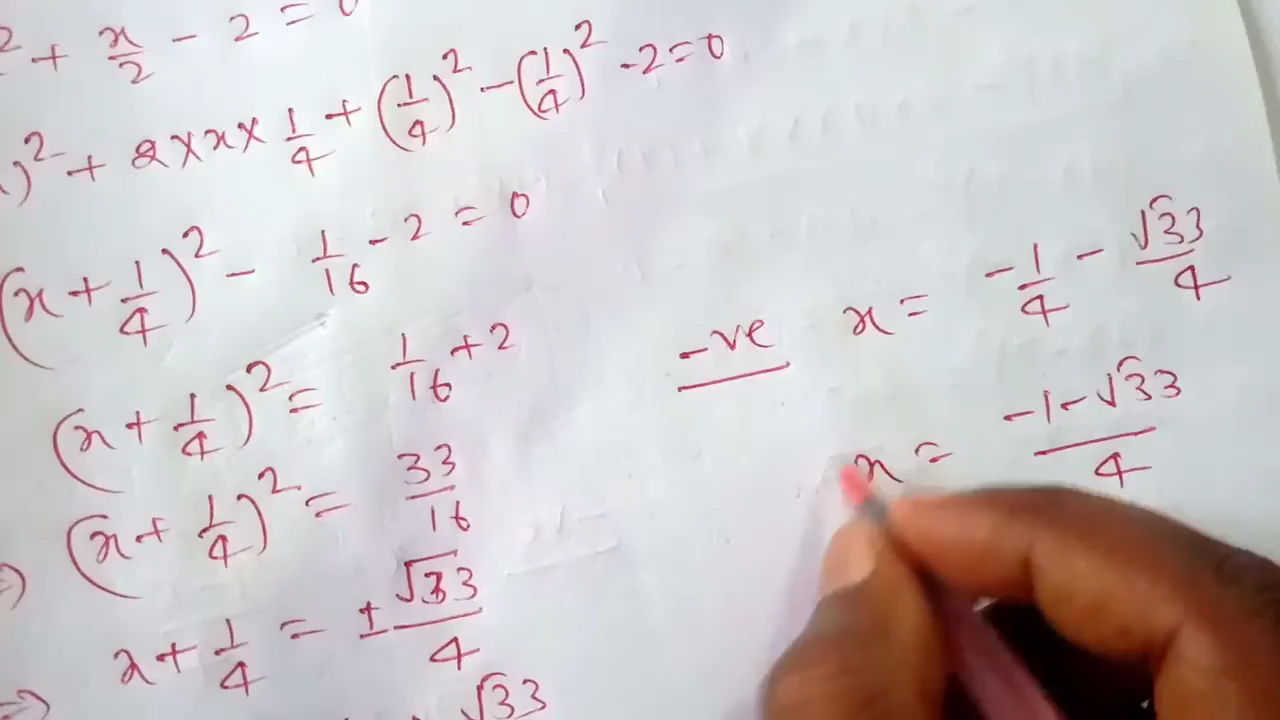 2 + x/2 - 2 = 0
)² + 2 × x × 1/4 + (1/4)² - (1/4)² - 2 = 0
(x + 1/4)² - 1/16 - 2 = 0
(x + 1/4)² = 1/16 + 2
(x + 1/4)² = 33/16
x + 1/4 = ± √33/4
√33
-ve x = -1/4 - √33/4
x = (-1-√33)/4